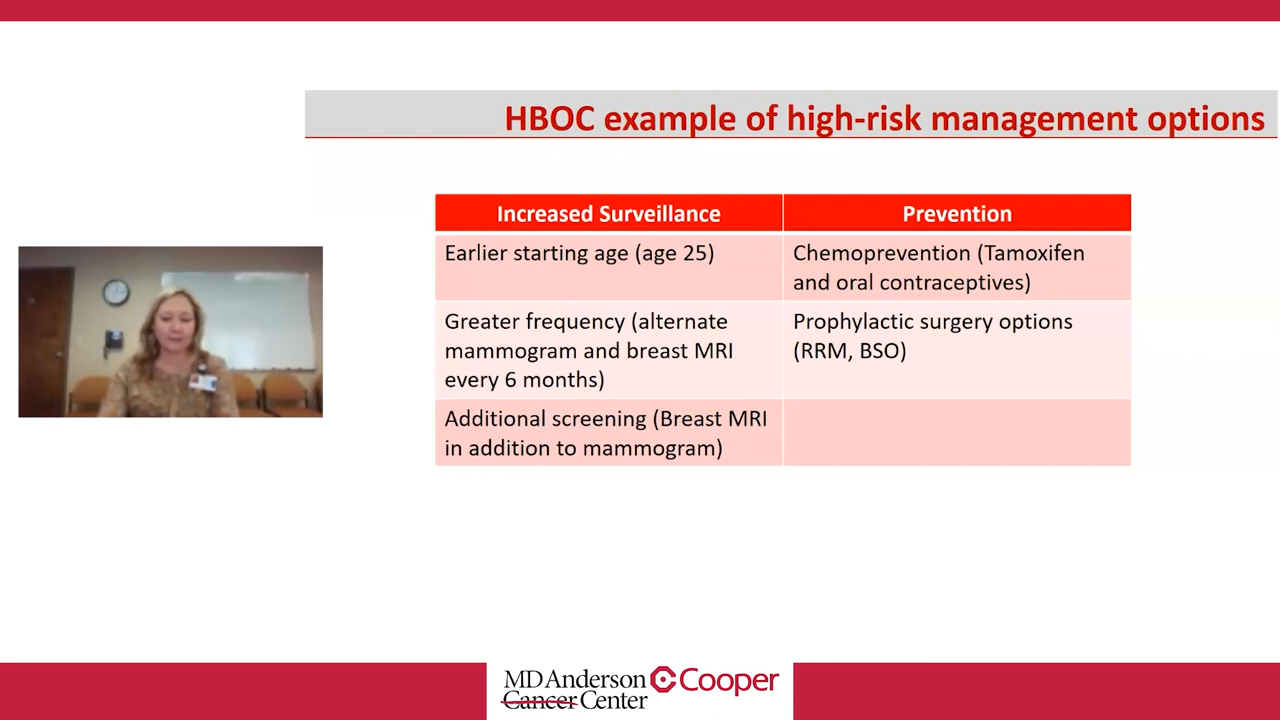 HBOC example of high-risk management options
Increased Surveillance
Prevention
Earlier starting age (age 25)
Chemoprevention (Tamoxifen
and oral contraceptives)
Greater frequency (alternate
mammogram and breast MRI
every 6 months)
Prophylactic surgery options
(RRM, BSO)
Additional screening (Breast MRI
in addition to mammogram)
MD Anderson
Cancer Center
Cooper